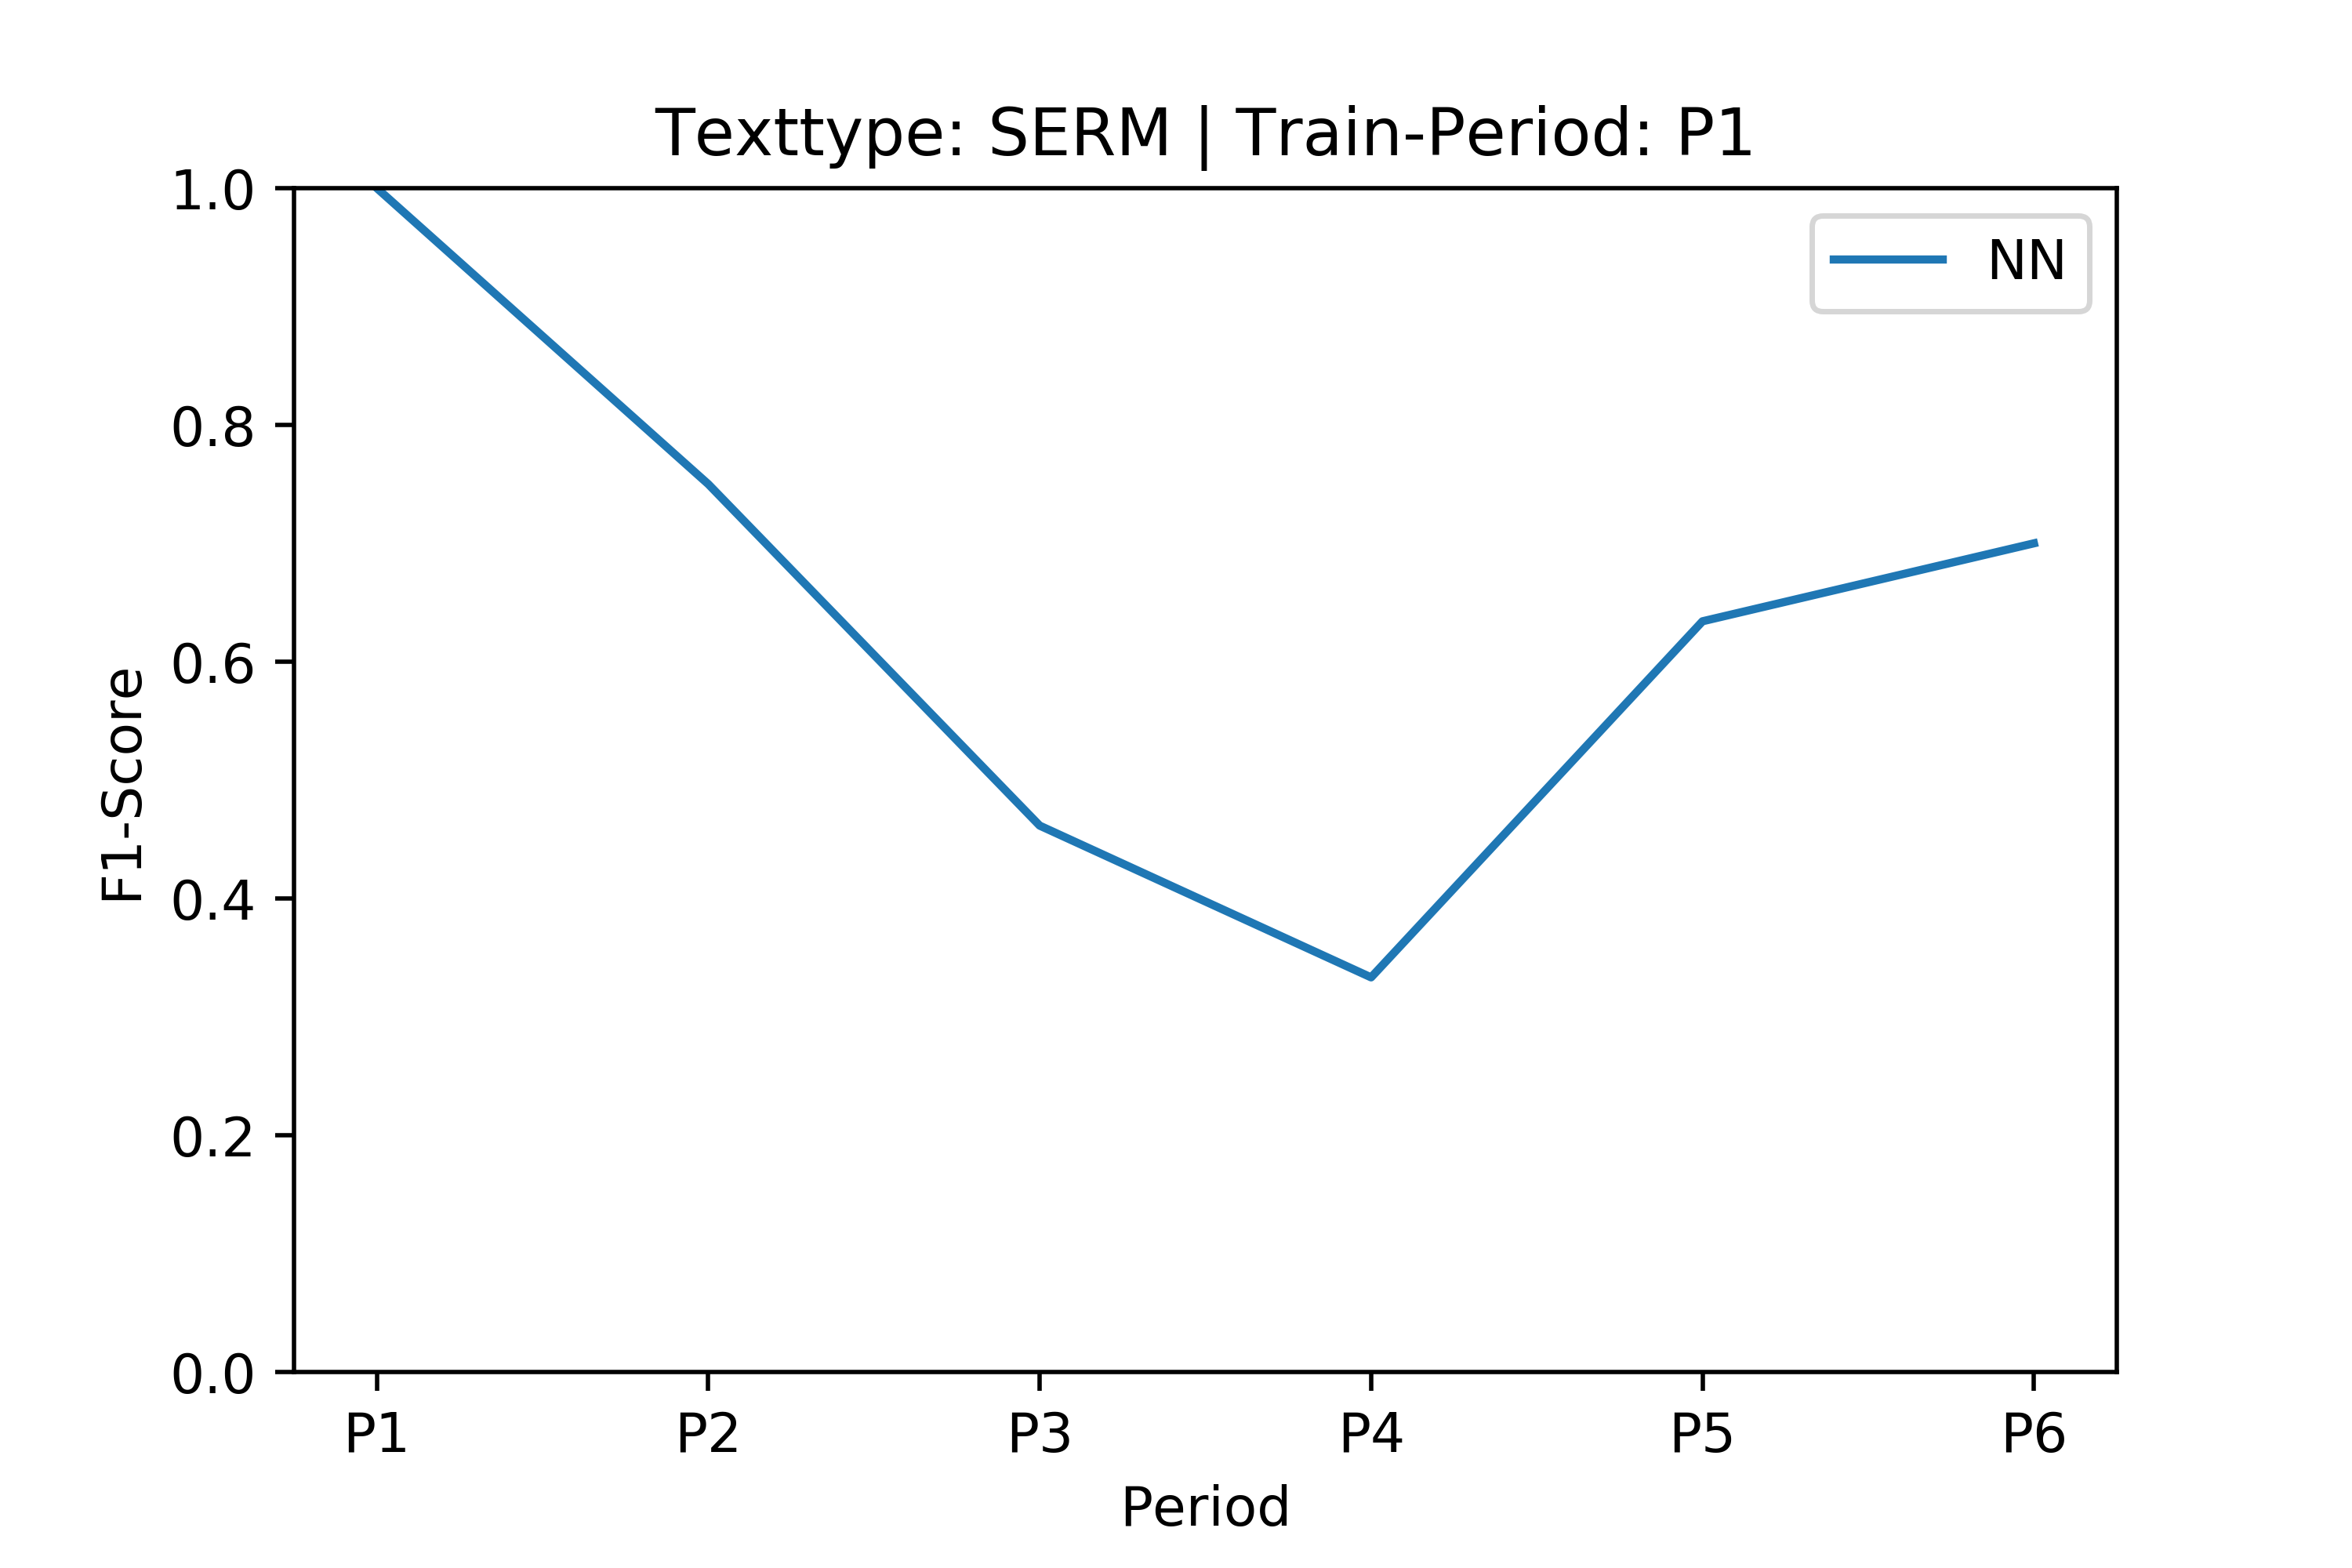 Texttype: SERM | Train-Period: P1
1.0
0.8
0.6
0.4
0.2
0.0
F1-Score
NN
P1 P2 P3 P4 P5 P6
Period